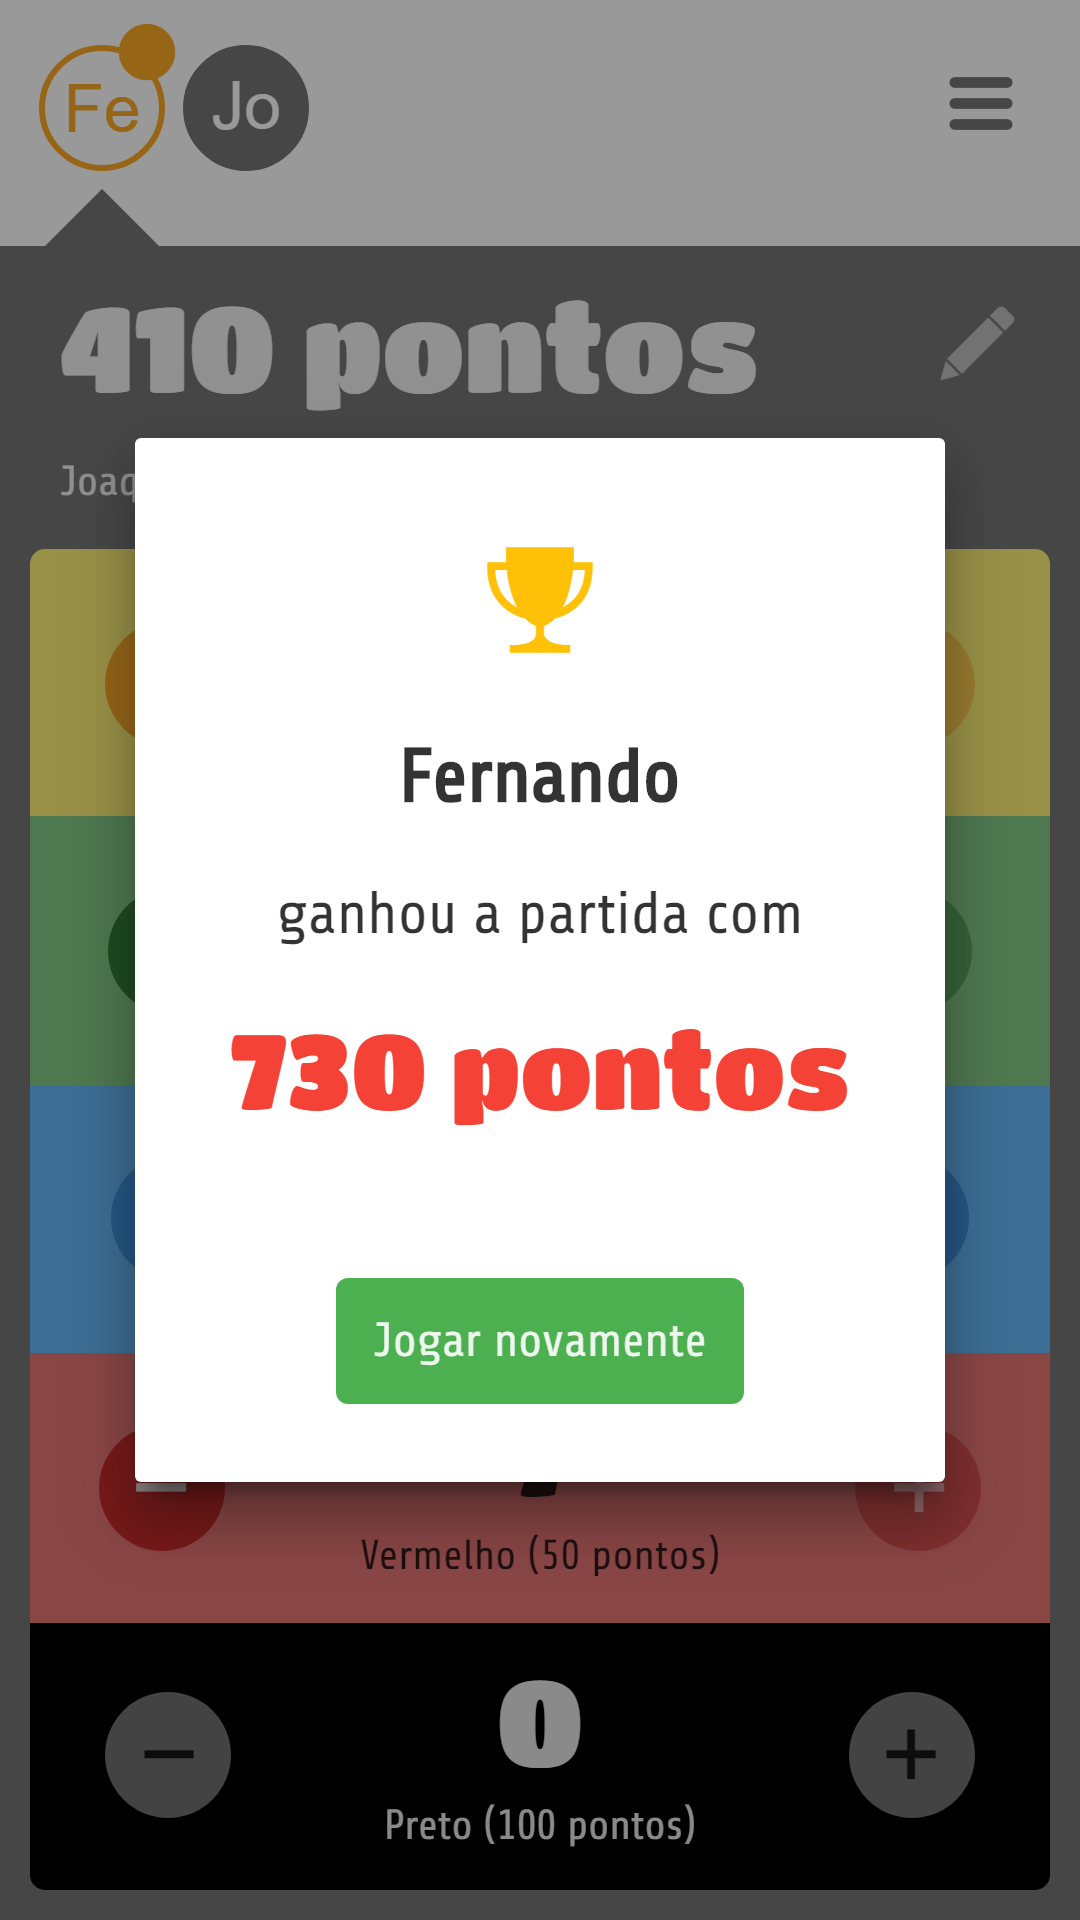 Fe Jo
410 pontos
Fernando
ganhou a partida com
730 pontos
Jogar novamente
Vermelho (50 pontos)
0
Preto (100 pontos)